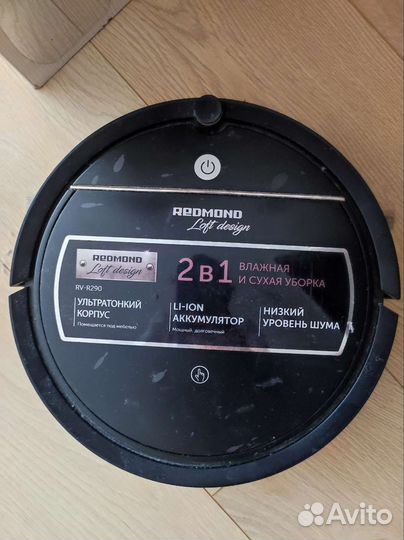 REDMOND
Loft design
REDMOND
Loft design
RV-R290
2 в 1
ВЛАЖНАЯ
И СУХАЯ УБОРКА
УЛЬТРАТОНКИЙ
КОРПУС
Помещается под мебелью
LI-ION
АККУМУЛЯТОР
Мощный, долговечный
НИЗКИЙ
УРОВЕНЬ ШУМА
Avito